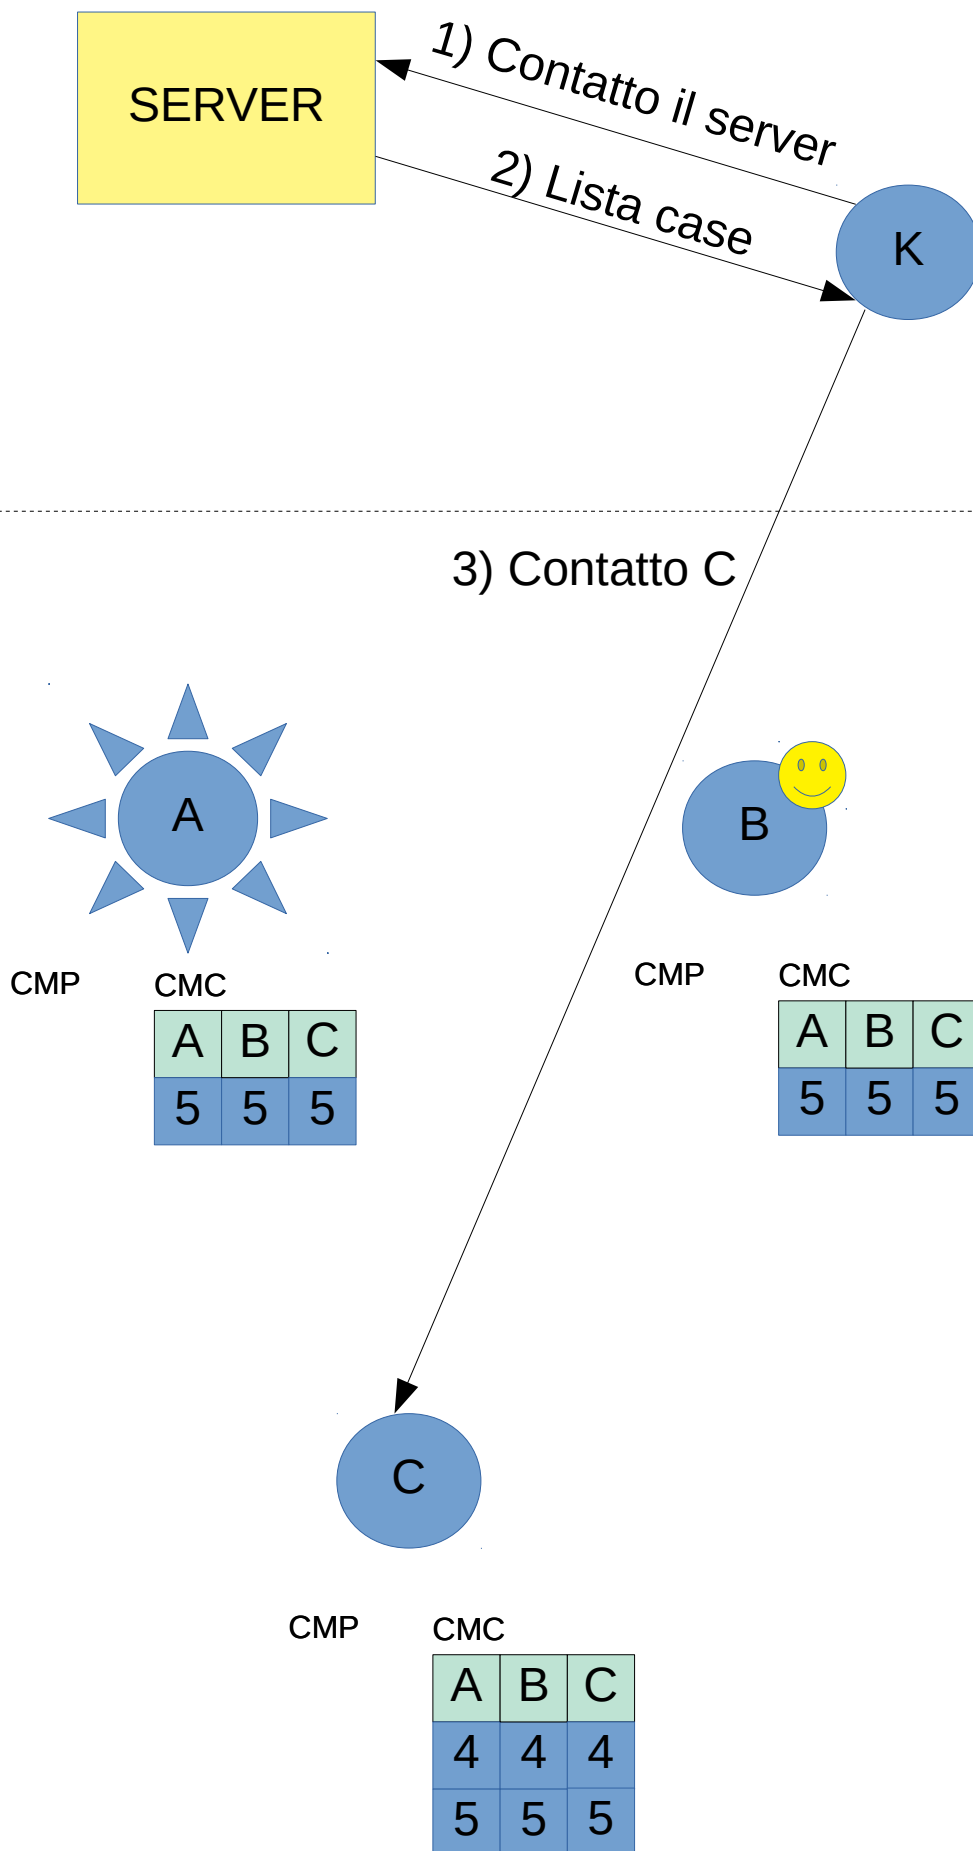 1) Contatto il server
SERVER
2) Lista case
K
3) Contatto C
A
B
CMP CMC
A B C
5 5 5
CMP CMC
A B C
5 5 5
C
CMP CMC
A B C
4 4 4
5 5 5